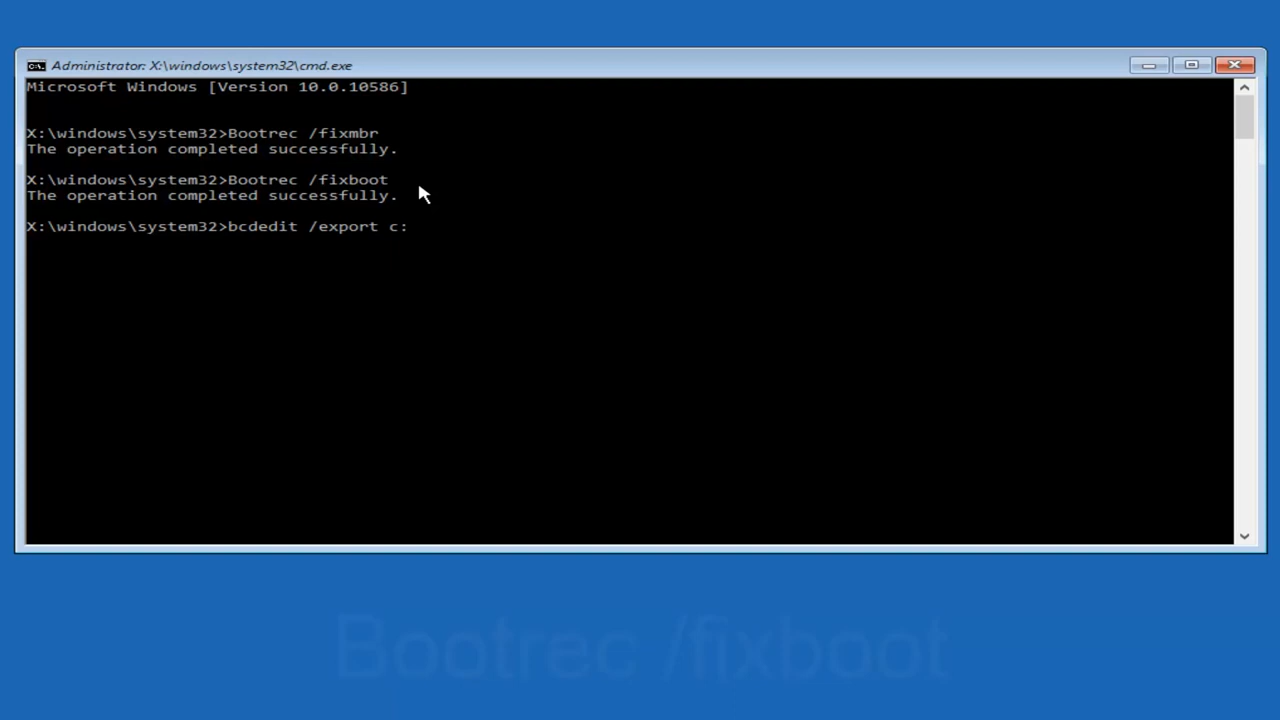 Administrator: X:\windows\system32\cmd.exe
Microsoft Windows [Version 10.0.10586]
X:\windows\system32>Bootrec /fixmbr
The operation completed successfully.
X:\windows\system32>Bootrec /fixboot
The operation completed successfully.
X:\windows\system32>bcdedit /export c:
Bootrec /fixboot